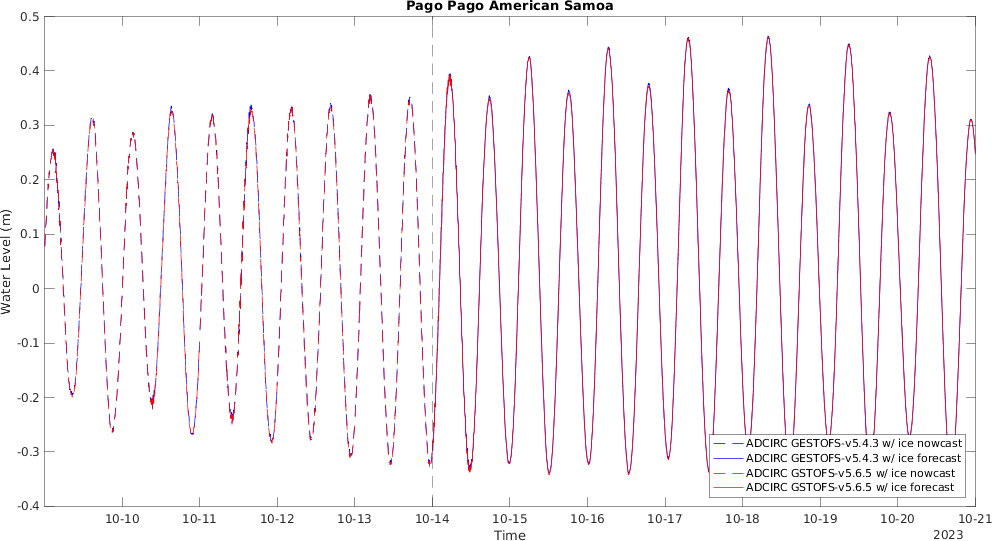 Pago Pago American Samoa
0.5
0.4
0.3
0.2
0.1
0
-0.1
-0.2
-0.3
-0.4
Water Level (m)
ADCIRC GESTOFS-v5.4.3 w/ ice nowcast
ADCIRC GESTOFS-v5.4.3 w/ ice forecast
ADCIRC GSTOFS-v5.6.5 w/ ice nowcast
ADCIRC GSTOFS-v5.6.5 w/ ice forecast
10-10 10-11 10-12 10-13 10-14 10-15 10-16 10-17 10-18 10-19 10-20 10-21
Time
2023